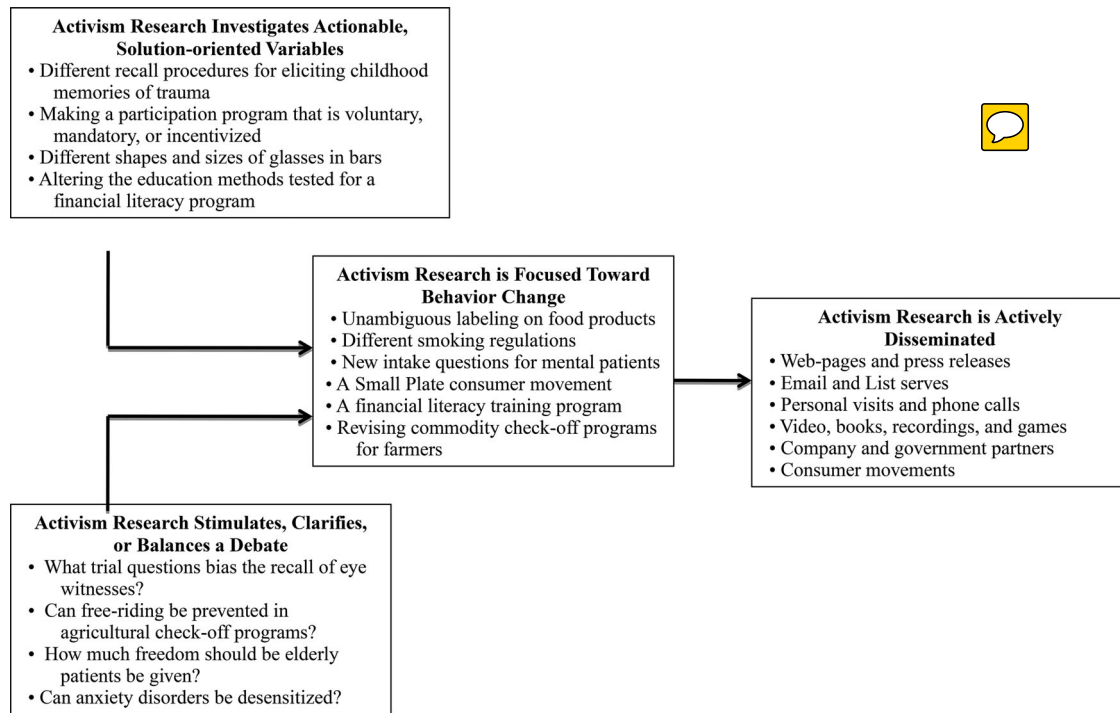 Activism Research Investigates Actionable,
Solution-oriented Variables
• Different recall procedures for eliciting childhood
memories of trauma
• Making a participation program that is voluntary,
mandatory, or incentivized
• Different shapes and sizes of glasses in bars
• Altering the education methods tested for a
financial literacy program
Activism Research is Focused Toward
Behavior Change
• Unambiguous labeling on food products
• Different smoking regulations
• New intake questions for mental patients
• A Small Plate consumer movement
• A financial literacy training program
• Revising commodity check-off programs
for farmers
Activism Research is Actively
Disseminated
• Web-pages and press releases
• Email and List serves
• Personal visits and phone calls
• Video, books, recordings, and games
• Company and government partners
• Consumer movements
Activism Research Stimulates, Clarifies,
or Balances a Debate
• What trial questions bias the recall of eye
witnesses?
• Can free-riding be prevented in
agricultural check-off programs?
• How much freedom should be elderly
patients be given?
• Can anxiety disorders be desensitized?